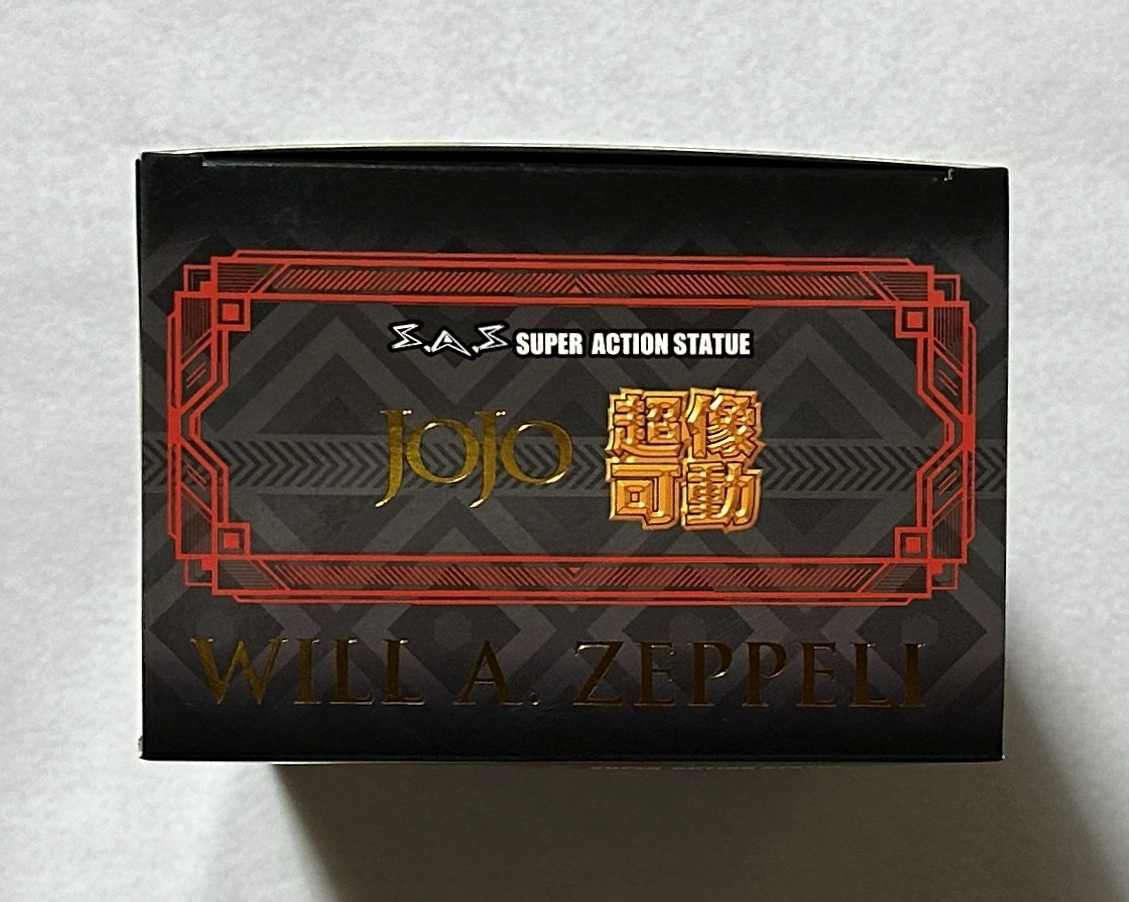 S.A.S SUPER ACTION STATUE
JOJO
超像
可動
WILL A. ZEPPELI